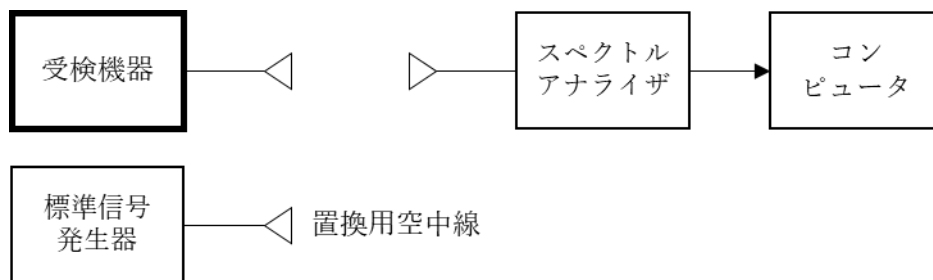 受検機器
スペクトル
アナライザ
コン
ピュータ
標準信号
発生器
置換用空中線